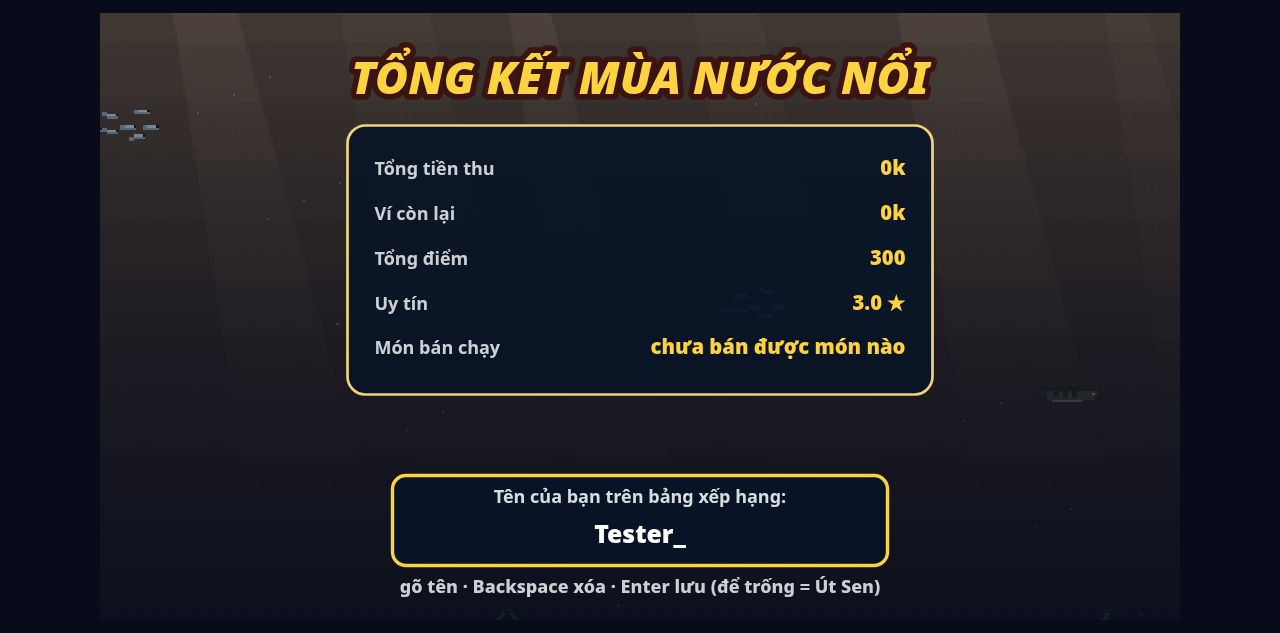 TỔNG KẾT MÙA NƯỚC NỔI
Tổng tiền thu 0k
Ví còn lại 0k
Tổng điểm 300
Uy tín 3.0 ★
Món bán chạy chưa bán được món nào
Tên của bạn trên bảng xếp hạng:
Tester_
gõ tên · Backspace xóa · Enter lưu (để trống = Út Sen)